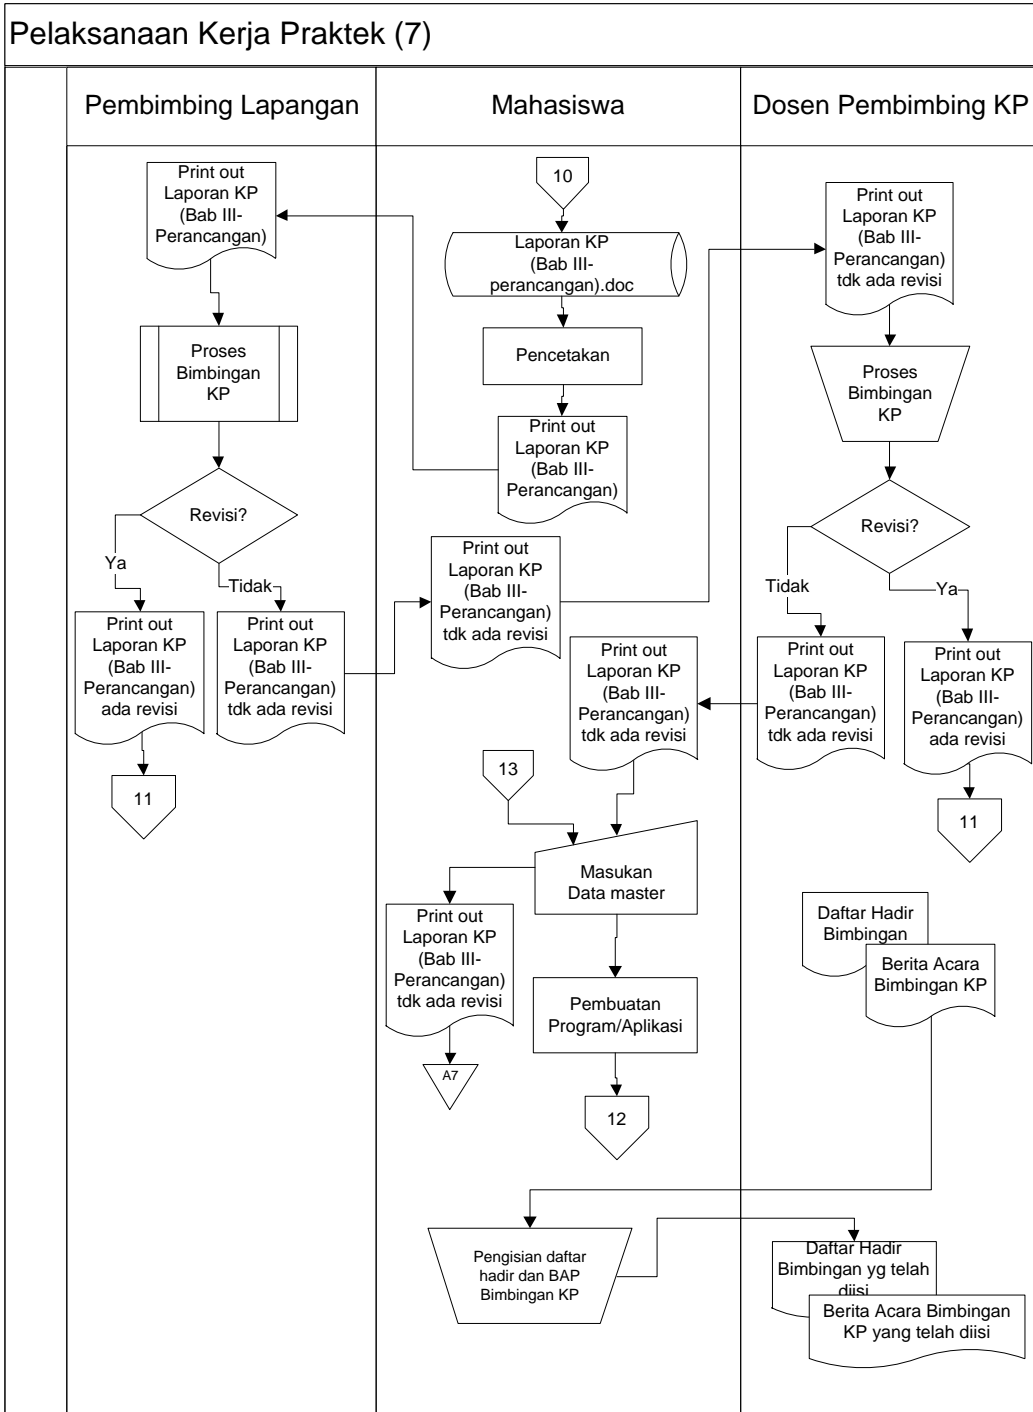 Pelaksanaan Kerja Praktek (7)
Pembimbing Lapangan
Mahasiswa
Dosen Pembimbing KP
Print out
Laporan KP
(Bab III-
Perancangan)
Proses
Bimbingan
KP
Revisi?
Ya
Tidak
Print out
Laporan KP
(Bab III-
Perancangan)
ada revisi
Print out
Laporan KP
(Bab III-
Perancangan)
tdk ada revisi
11
10
Laporan KP
(Bab III-
perancangan).doc
Pencetakan
Print out
Laporan KP
(Bab III-
Perancangan)
Print out
Laporan KP
(Bab III-
Perancangan)
tdk ada revisi
Print out
Laporan KP
(Bab III-
Perancangan)
tdk ada revisi
13
Masukan
Data master
Print out
Laporan KP
(Bab III-
Perancangan)
tdk ada revisi
A7
Pembuatan
Program/Aplikasi
12
Pengisian daftar
hadir dan BAP
Bimbingan KP
Print out
Laporan KP
(Bab III-
Perancangan)
tdk ada revisi
Proses
Bimbingan
KP
Revisi?
Tidak
Ya
Print out
Laporan KP
(Bab III-
Perancangan)
tdk ada revisi
Print out
Laporan KP
(Bab III-
Perancangan)
ada revisi
11
Daftar Hadir
Bimbingan
Berita Acara
Bimbingan KP
Daftar Hadir
Bimbingan yg telah
diisi
Berita Acara Bimbingan
KP yang telah diisi